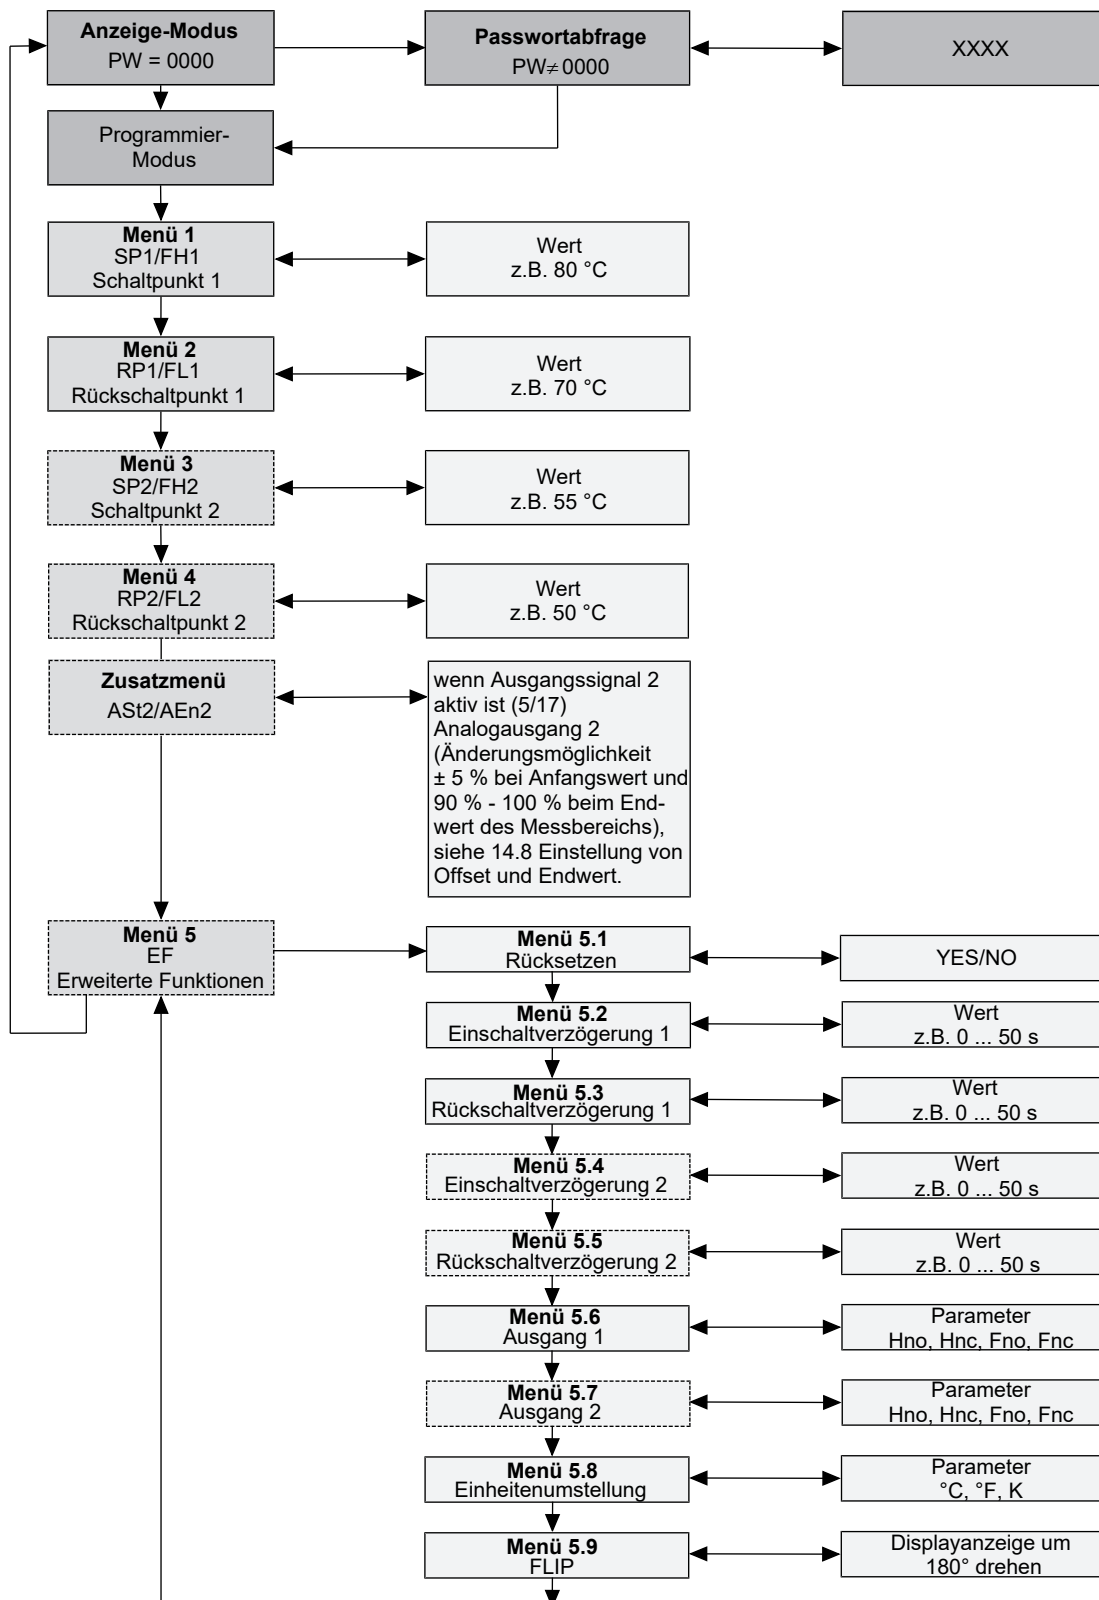 Anzeige-Modus
PW = 0000
Passwortabfrage
PW≠0000
XXXX
Programmier-
Modus
Menü 1
SP1/FH1
Schaltpunkt 1
Wert
z.B. 80 °C
Menü 2
RP1/FL1
Rückschaltpunkt 1
Wert
z.B. 70 °C
Menü 3
SP2/FH2
Schaltpunkt 2
Wert
z.B. 55 °C
Menü 4
RP2/FL2
Rückschaltpunkt 2
Wert
z.B. 50 °C
Zusatzmenü
ASt2/AEn2
wenn Ausgangssignal 2
aktiv ist (5/17)
Analogausgang 2
(Änderungsmöglichkeit
± 5 % bei Anfangswert und
90 % - 100 % beim End-
wert des Messbereichs),
siehe 14.8 Einstellung von
Offset und Endwert.
Menü 5
EF
Erweiterte Funktionen
Menü 5.1
Rücksetzen
YES/NO
Menü 5.2
Einschaltverzögerung 1
Wert
z.B. 0 ... 50 s
Menü 5.3
Rückschaltverzögerung 1
Wert
z.B. 0 ... 50 s
Menü 5.4
Einschaltverzögerung 2
Wert
z.B. 0 ... 50 s
Menü 5.5
Rückschaltverzögerung 2
Wert
z.B. 0 ... 50 s
Menü 5.6
Ausgang 1
Parameter
Hno, Hnc, Fno, Fnc
Menü 5.7
Ausgang 2
Parameter
Hno, Hnc, Fno, Fnc
Menü 5.8
Einheitenumstellung
Parameter
°C, °F, K
Menü 5.9
FLIP
Displayanzeige um
180° drehen